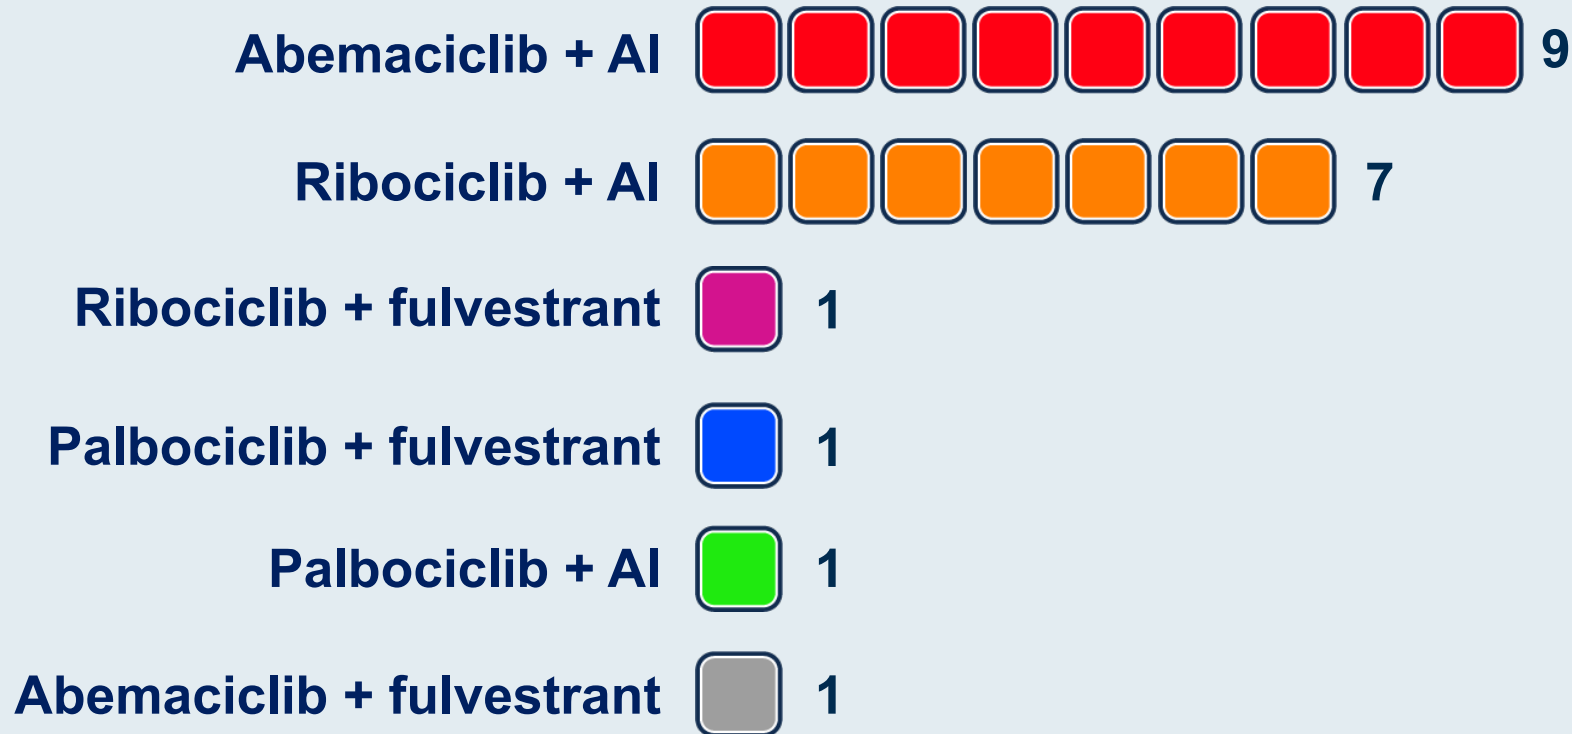 Abemaciclib + AI 9
Ribociclib + AI 7
Ribociclib + fulvestrant 1
Palbociclib + fulvestrant 1
Palbociclib + AI 1
Abemaciclib + fulvestrant 1